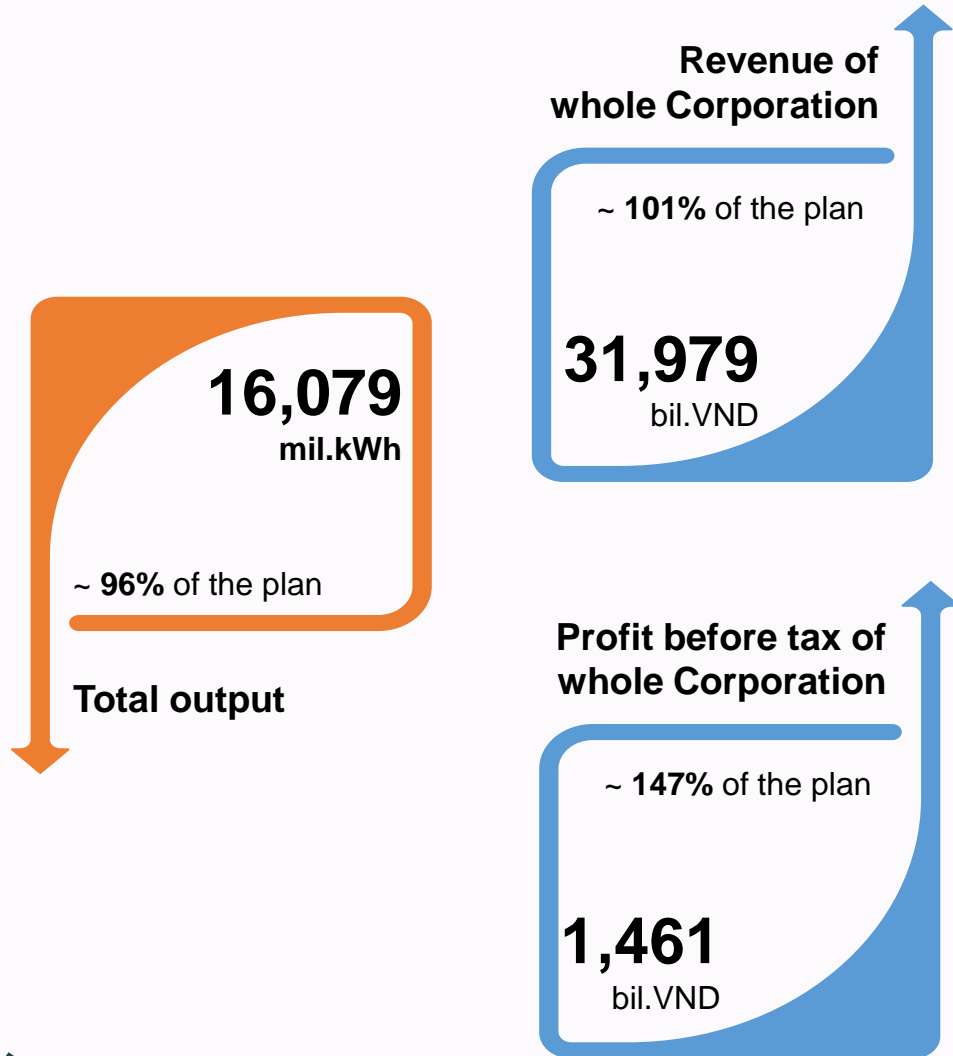 Revenue of
whole Corporation
~ 101% of the plan
31,979
bil.VND
16,079
mil.kWh
~ 96% of the plan
Total output
Profit before tax of
whole Corporation
~ 147% of the plan
1,461
bil.VND